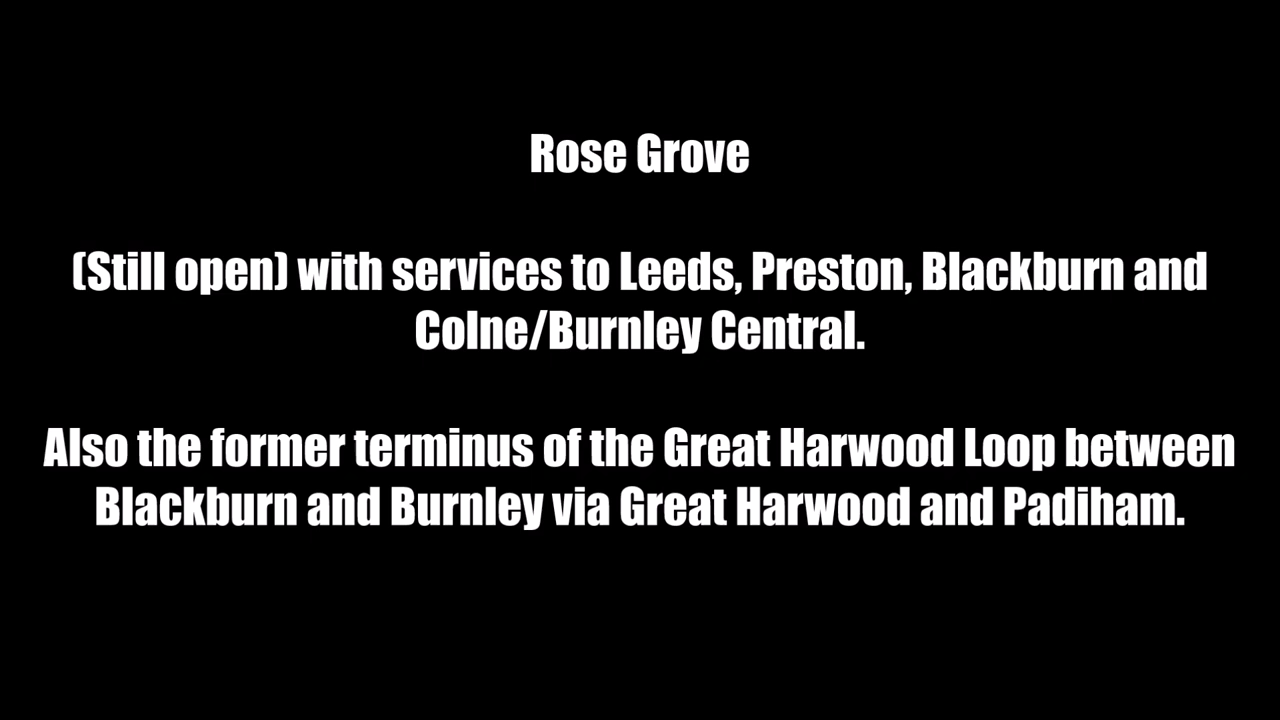 Rose Grove
(Still open) with services to Leeds, Preston, Blackburn and
Colne/Burnley Central.
Also the former terminus of the Great Harwood Loop between
Blackburn and Burnley via Great Harwood and Padiham.